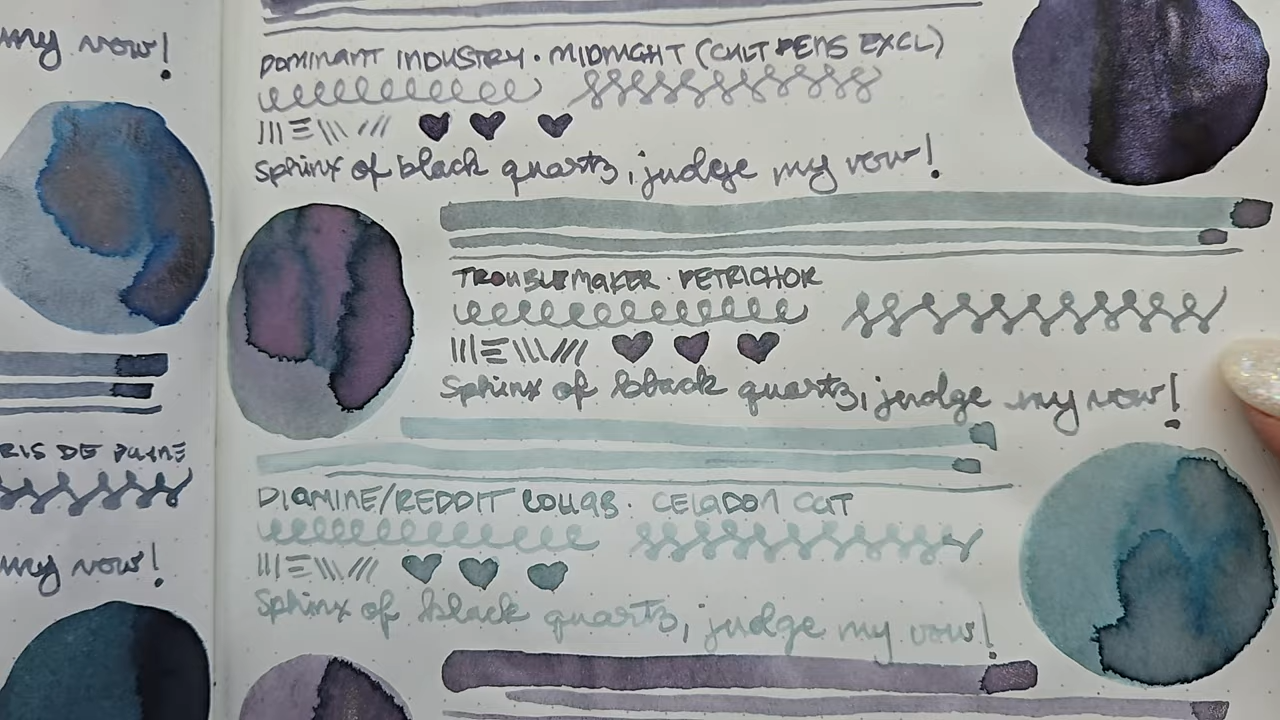 my vow!
RIS DE PAYNE
my vow!
DOMINANT INDUSTRY · MIDNIGHT (CULT PENS EXCL)
Sphinx of black quartz, judge my vow!
TROUBLEMAKER · PETRICHOR
Sphinx of black quartz, judge my vow!
DIAMINE/REDDIT COLLAB · CELADON CAT
Sphinx of black quartz, judge my vow!